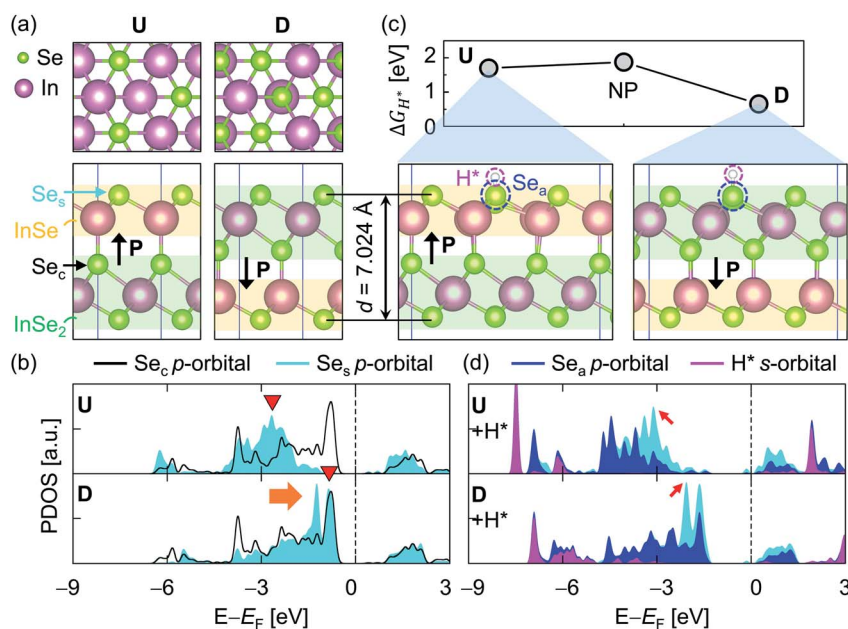 (a) U D
Se
In
Se_s
InSe
Se_c
InSe_2
P
P
d = 7.024 Å
(c)
ΔG_H* [eV]
2
1
0
U
NP
D
H*
Se_a
P
P
(b) — Se_c p-orbital Se_s p-orbital
U
D
PDOS [a.u.]
−9 −6 −3 0 3
E−E_F [eV]
(d) Se_a p-orbital H* s-orbital
U
+H*
D
+H*
−9 −6 −3 0 3
E−E_F [eV]